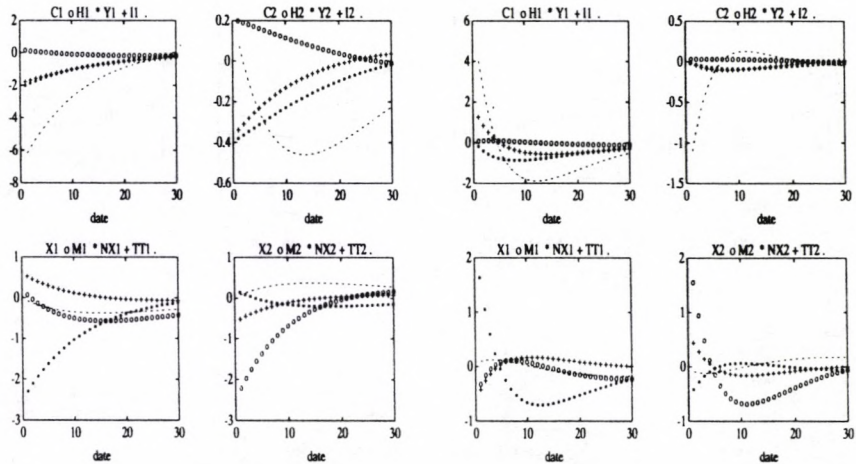 C1 o H1 * Y1 + I1 .
2
0
-2
-4
-6
-8
0 10 20 30
date
C2 o H2 * Y2 + I2 .
0.2
0
-0.2
-0.4
-0.6
0 10 20 30
date
C1 o H1 * Y1 + I1 .
6
4
2
0
-2
0 10 20 30
date
C2 o H2 * Y2 + I2 .
0.5
0
-0.5
-1
-1.5
0 10 20 30
date
X1 o M1 * NX1 + TT1 .
1
0
-1
-2
-3
0 10 20 30
date
X2 o M2 * NX2 + TT2 .
1
0
-1
-2
-3
0 10 20 30
date
X1 o M1 * NX1 + TT1 .
2
1
0
-1
0 10 20 30
date
X2 o M2 * NX2 + TT2 .
2
1
0
-1
0 10 20 30
date